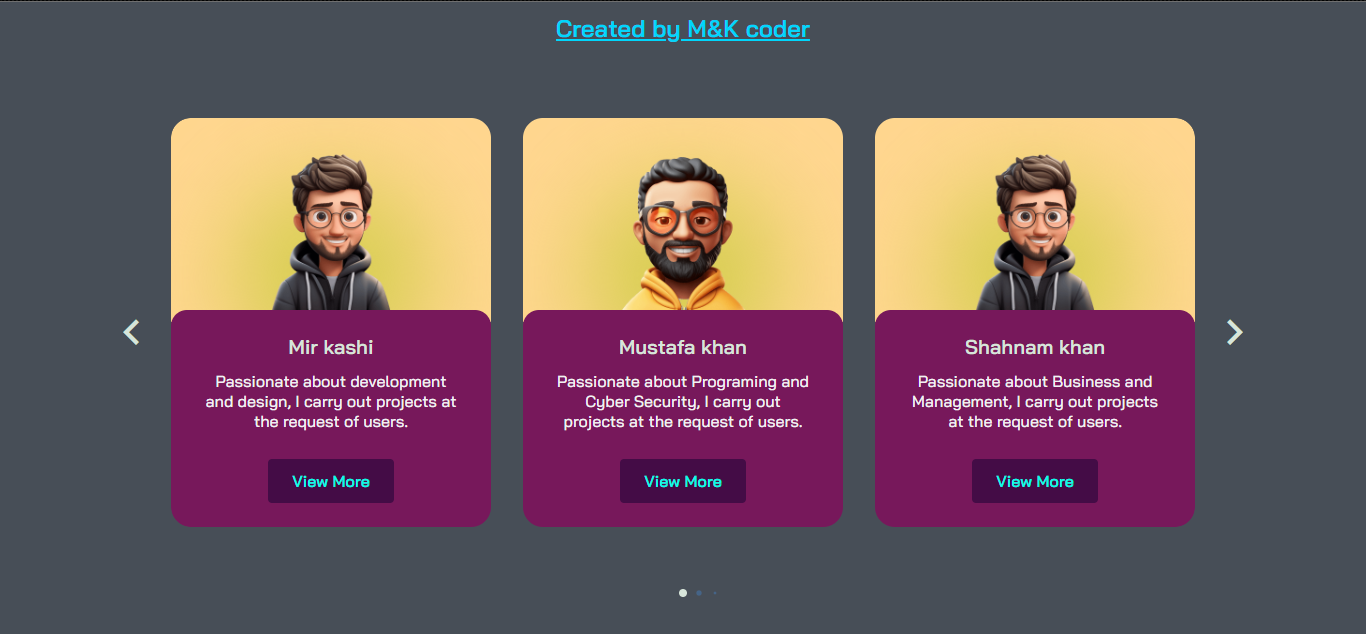 Created by M&K coder
Mir kashi
Passionate about development
and design, I carry out projects at
the request of users.
View More
Mustafa khan
Passionate about Programing and
Cyber Security, I carry out
projects at the request of users.
View More
Shahnam khan
Passionate about Business and
Management, I carry out projects
at the request of users.
View More